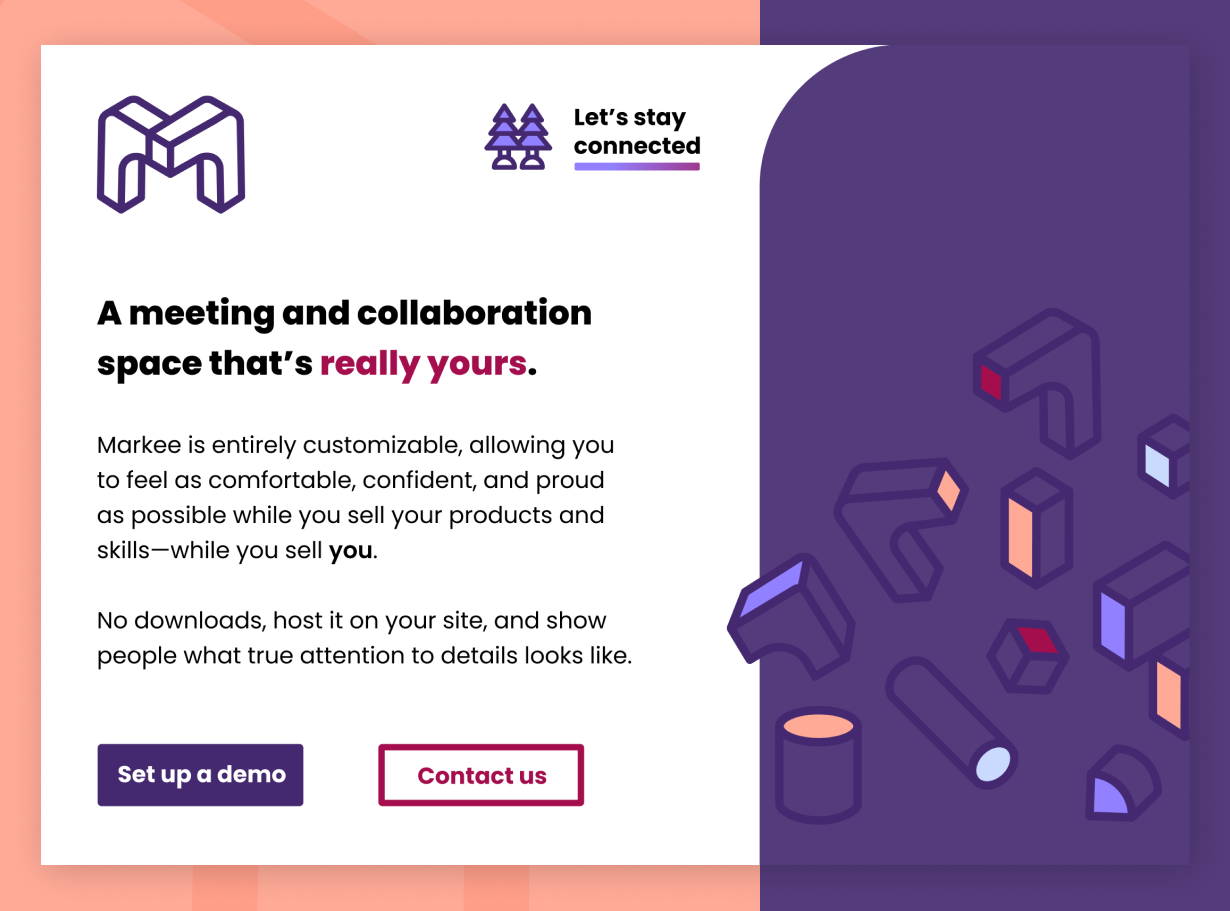 Let's stay
connected
A meeting and collaboration
space that's really yours.
Markee is entirely customizable, allowing you
to feel as comfortable, confident, and proud
as possible while you sell your products and
skills—while you sell you.
No downloads, host it on your site, and show
people what true attention to details looks like.
Set up a demo
Contact us